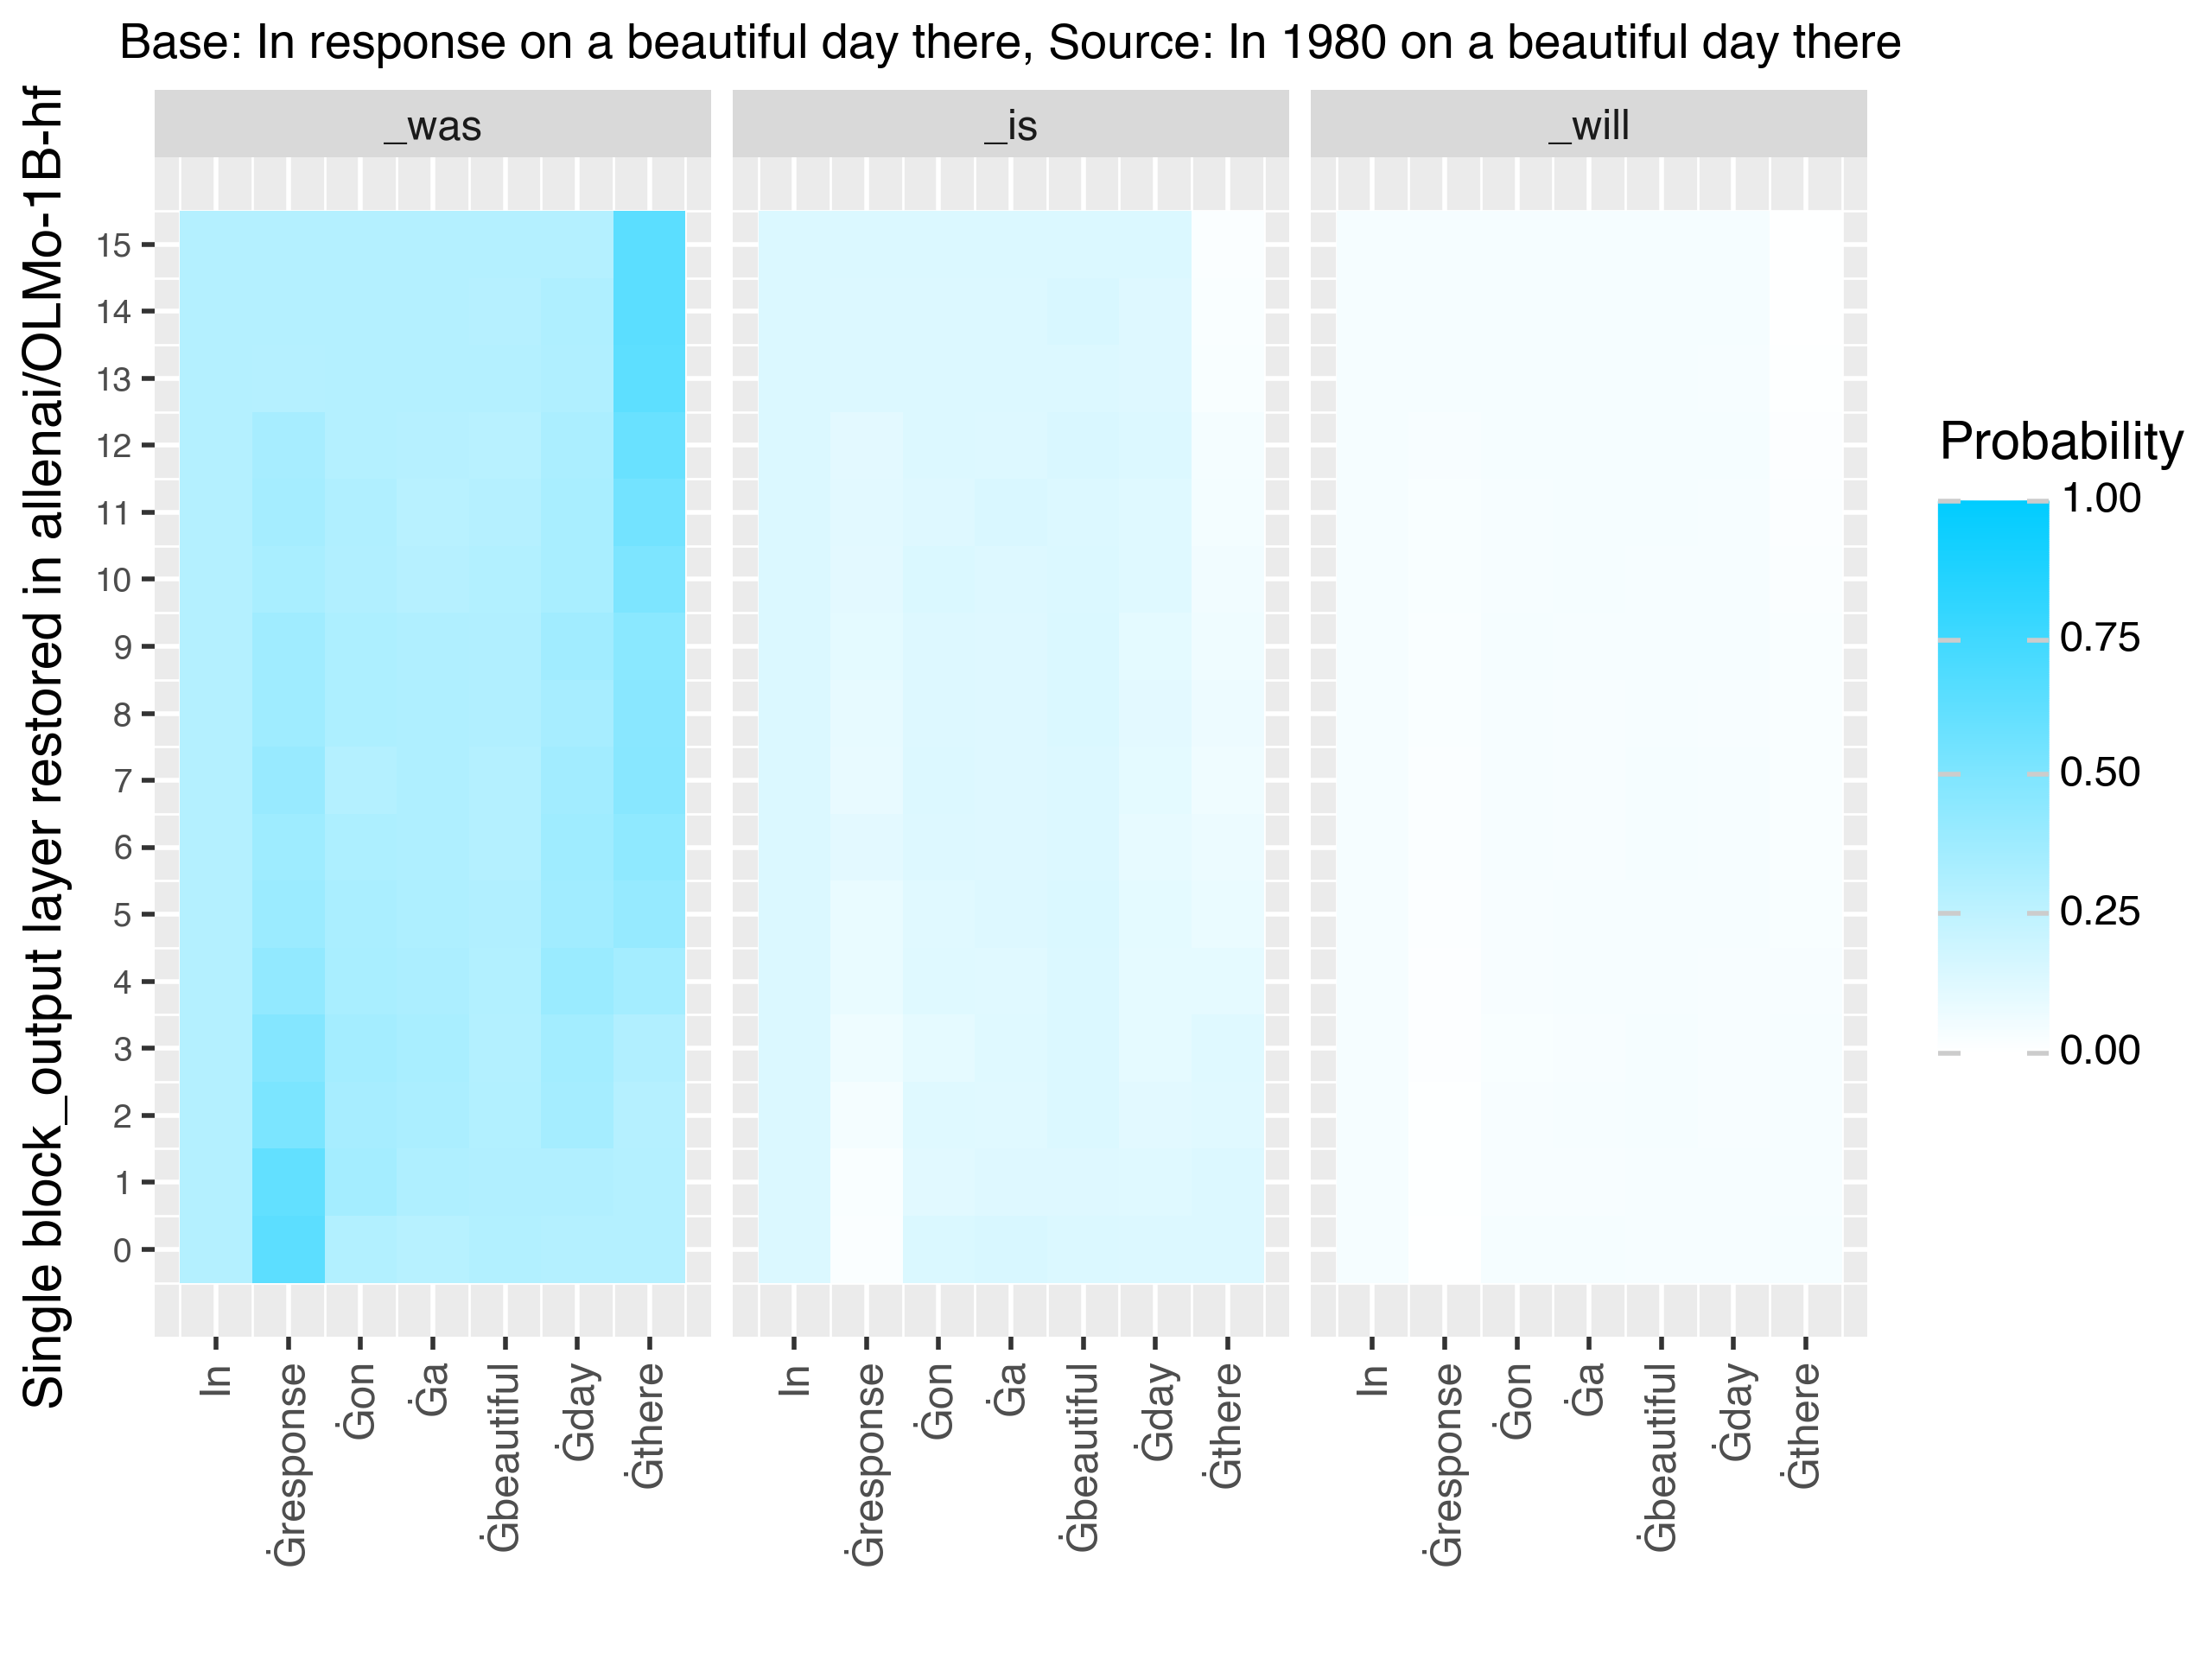 Base: In response on a beautiful day there, Source: In 1980 on a beautiful day there
Single block_output layer restored in allenai/OLMo-1B-hf
_was
_is
_will
15
14
13
12
11
10
9
8
7
6
5
4
3
2
1
0
In
Ġresponse
Ġon
Ġa
Ġbeautiful
Ġday
Ġthere
In
Ġresponse
Ġon
Ġa
Ġbeautiful
Ġday
Ġthere
In
Ġresponse
Ġon
Ġa
Ġbeautiful
Ġday
Ġthere
Probability
1.00
0.75
0.50
0.25
0.00